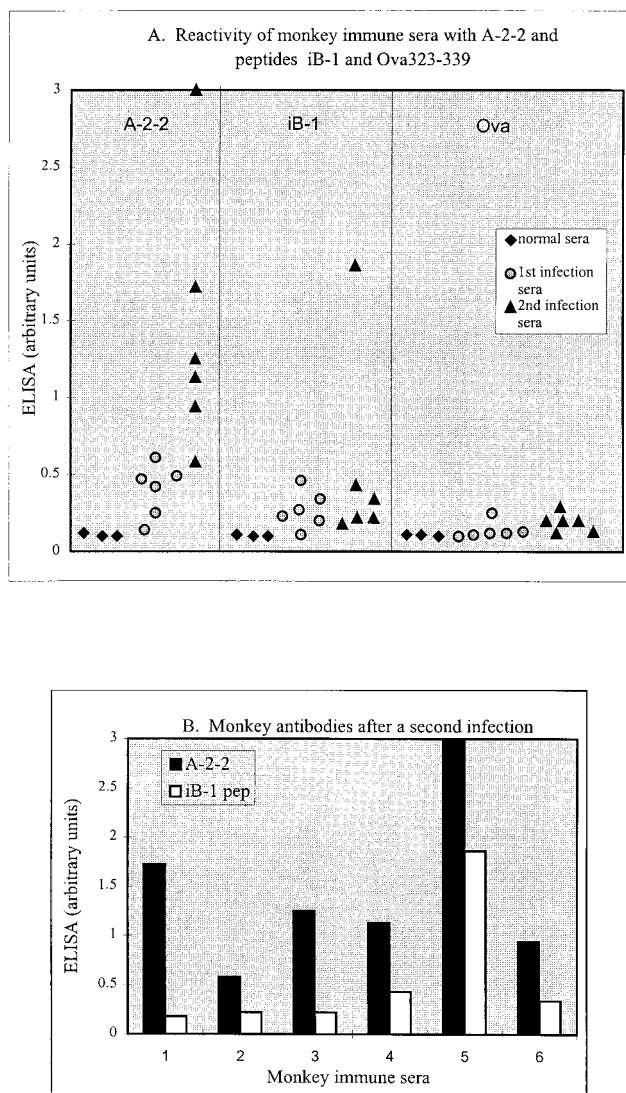 A. Reactivity of monkey immune sera with A-2-2 and
peptides iB-1 and Ova323-339
3
2.5
2
1.5
1
0.5
0
ELISA (arbitrary units)
A-2-2
iB-1
Ova
normal sera
1st infection
sera
2nd infection
sera
B. Monkey antibodies after a second infection
3
2.5
2
1.5
1
0.5
0
ELISA (arbitrary units)
A-2-2
iB-1 pep
1 2 3 4 5 6
Monkey immune sera